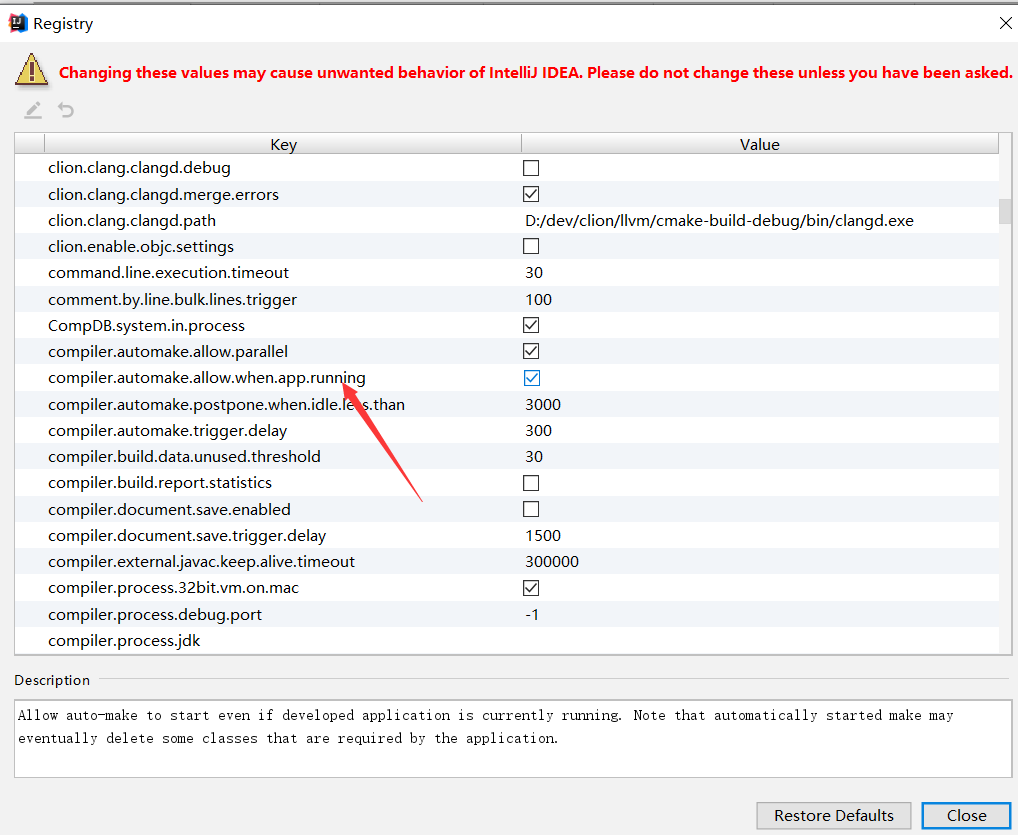 Registry
Changing these values may cause unwanted behavior of IntelliJ IDEA. Please do not change these unless you have been asked.
Key Value
clion.clang.clangd.debug
clion.clang.clangd.merge.errors
clion.clang.clangd.path D:/dev/clion/llvm/cmake-build-debug/bin/clangd.exe
clion.enable.objc.settings
command.line.execution.timeout 30
comment.by.line.bulk.lines.trigger 100
CompDB.system.in.process
compiler.automake.allow.parallel
compiler.automake.allow.when.app.running
compiler.automake.postpone.when.idle.less.than 3000
compiler.automake.trigger.delay 300
compiler.build.data.unused.threshold 30
compiler.build.report.statistics
compiler.document.save.enabled
compiler.document.save.trigger.delay 1500
compiler.external.javac.keep.alive.timeout 300000
compiler.process.32bit.vm.on.mac
compiler.process.debug.port -1
compiler.process.jdk
Description
Allow auto-make to start even if developed application is currently running. Note that automatically started make may
eventually delete some classes that are required by the application.
Restore Defaults Close